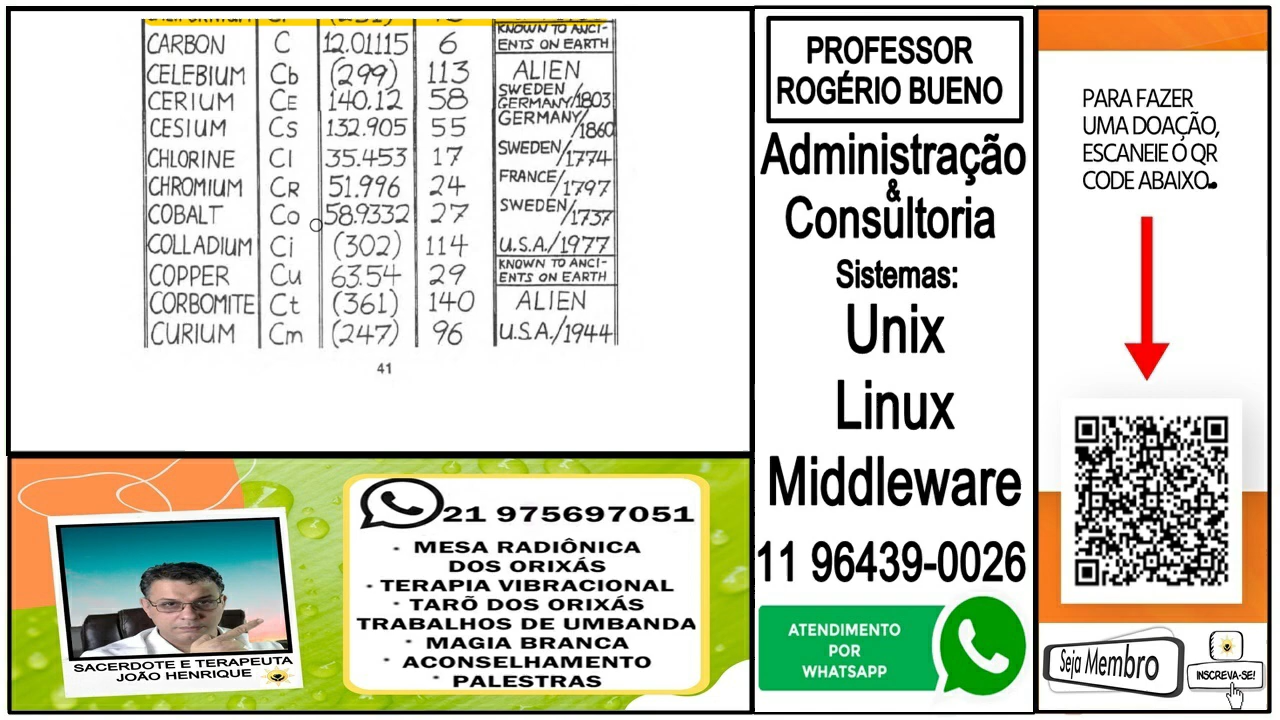 CARBON C 12.01115 6 KNOWN TO ANCI-
ENTS ON EARTH
CELEBIUM Cb (299) 113 ALIEN
CERIUM CE 140.12 58 SWEDEN
GERMANY/1803
CESIUM Cs 132.905 55 GERMANY/1860
CHLORINE Cl 35.453 17 SWEDEN/1774
CHROMIUM CR 51.996 24 FRANCE/1797
COBALT Co 58.9332 27 SWEDEN/1737
COLLADIUM Ci (302) 114 U.S.A./1977
COPPER Cu 63.54 29 KNOWN TO ANCI-
ENTS ON EARTH
CORBOMITE Ct (361) 140 ALIEN
CURIUM Cm (247) 96 U.S.A./1944
41
SACERDOTE E TERAPEUTA
JOÃO HENRIQUE
21 975697051
· MESA RADIÔNICA
DOS ORIXÁS
· TERAPIA VIBRACIONAL
· TARÕ DOS ORIXÁS
TRABALHOS DE UMBANDA
· MAGIA BRANCA
· ACONSELHAMENTO
· PALESTRAS
PROFESSOR
ROGÉRIO BUENO
Administração
&
Consultoria
Sistemas:
Unix
Linux
Middleware
11 96439-0026
ATENDIMENTO
POR
WHATSAPP
PARA FAZER
UMA DOAÇÃO,
ESCANEIE O QR
CODE ABAIXO..
Seja Membro
INSCREVA-SE!